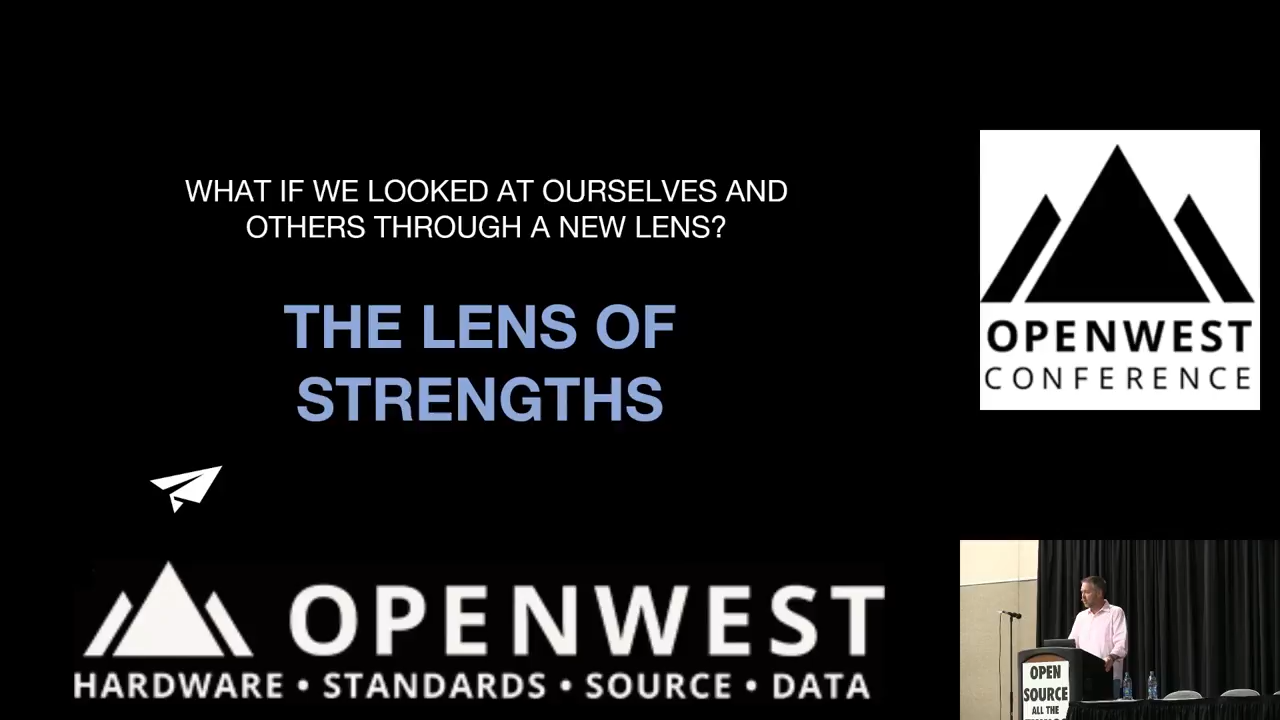 WHAT IF WE LOOKED AT OURSELVES AND
OTHERS THROUGH A NEW LENS?
THE LENS OF
STRENGTHS
OPENWEST
HARDWARE • STANDARDS • SOURCE • DATA
OPENWEST
CONFERENCE
OPEN
SOURCE
ALL THE